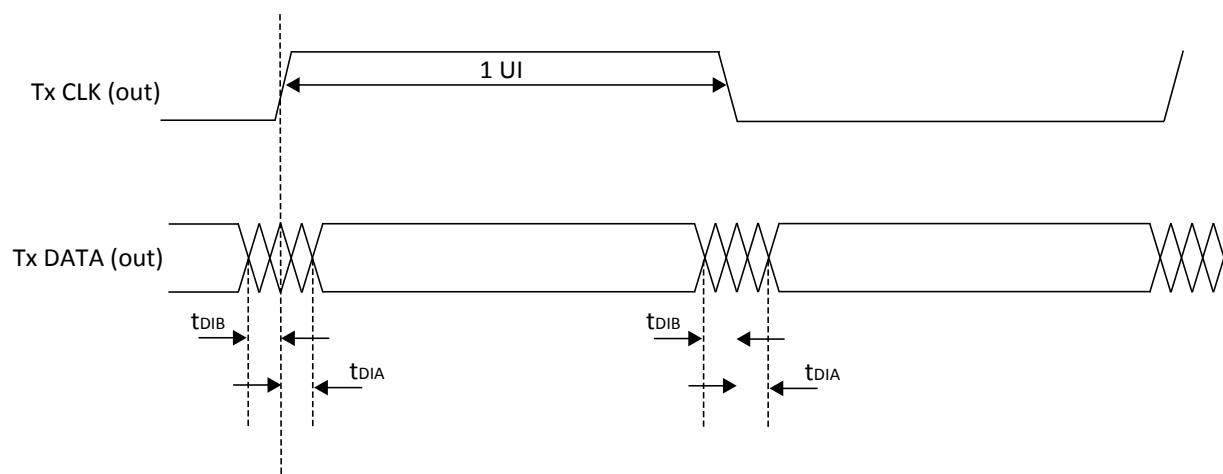 1 UI
Tx CLK (out)
Tx DATA (out)
tDIB
tDIB
tDIA
tDIA